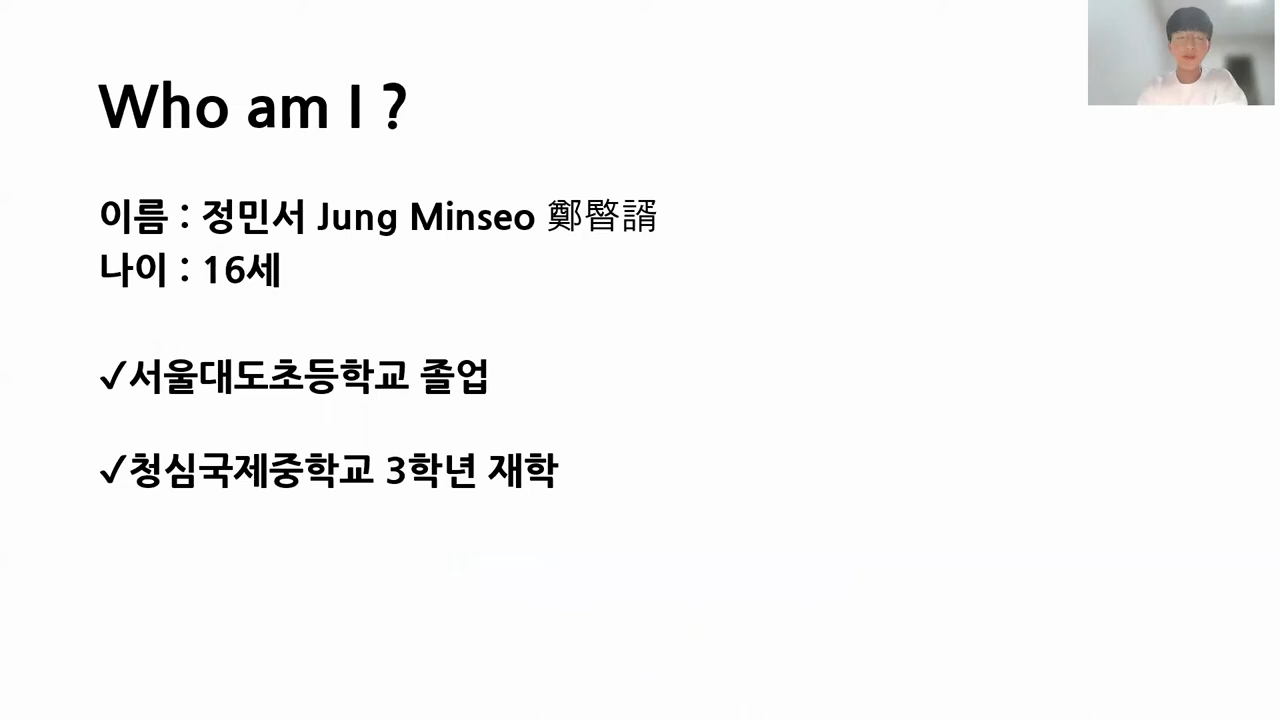 Who am I ?
이름 : 정민서 Jung Minseo 鄭暋諝
나이 : 16세
✓서울대도초등학교 졸업
✓청심국제중학교 3학년 재학